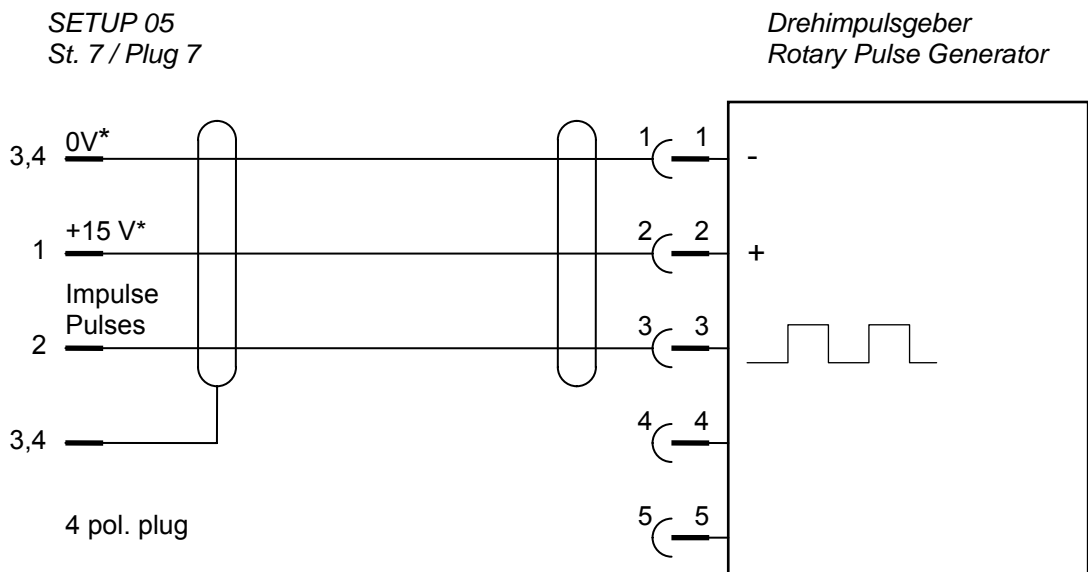 SETUP 05
St. 7 / Plug 7
Drehimpulsgeber
Rotary Pulse Generator
3,4 0V* 1 1 -
1 +15 V* 2 2 +
Impulse
Pulses
2 3 3
3,4 4 4
4 pol. plug 5 5